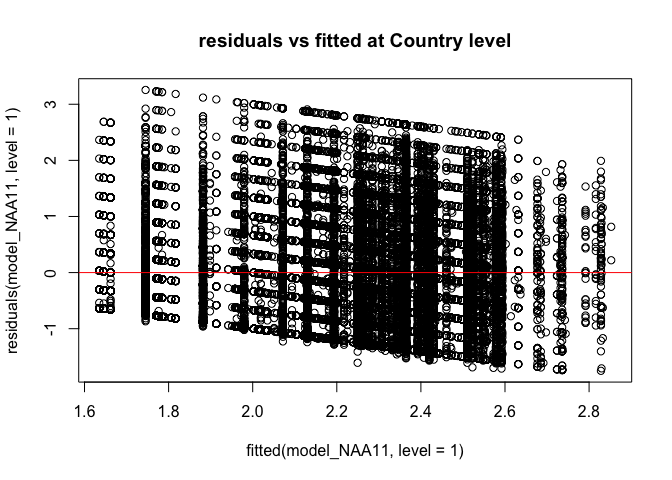 residuals vs fitted at Country level
residuals(model_NAA11, level = 1)
3
2
1
0
-1
1.6 1.8 2.0 2.2 2.4 2.6 2.8
fitted(model_NAA11, level = 1)